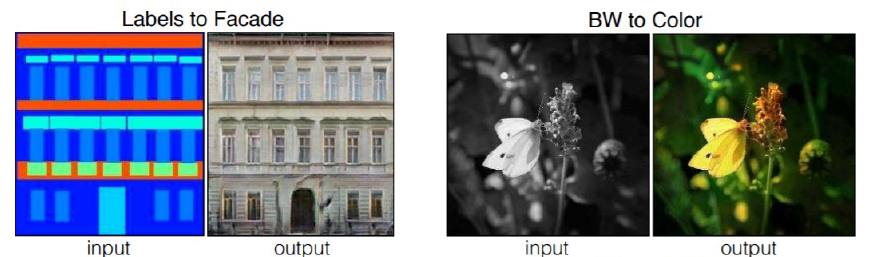 Labels to Facade
BW to Color
input
output
input
output